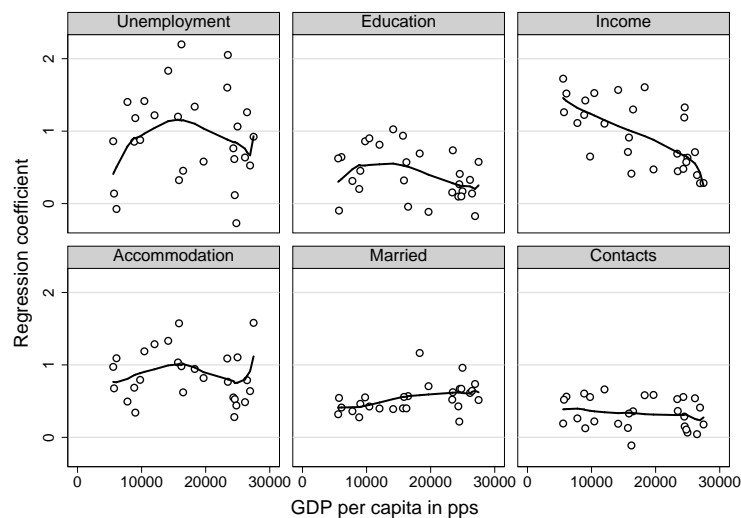 Unemployment Education Income
0 1 2
Accommodation Married Contacts
0 1 2
0 10000 20000 30000 0 10000 20000 30000 0 10000 20000 30000
GDP per capita in pps
Regression coefficient